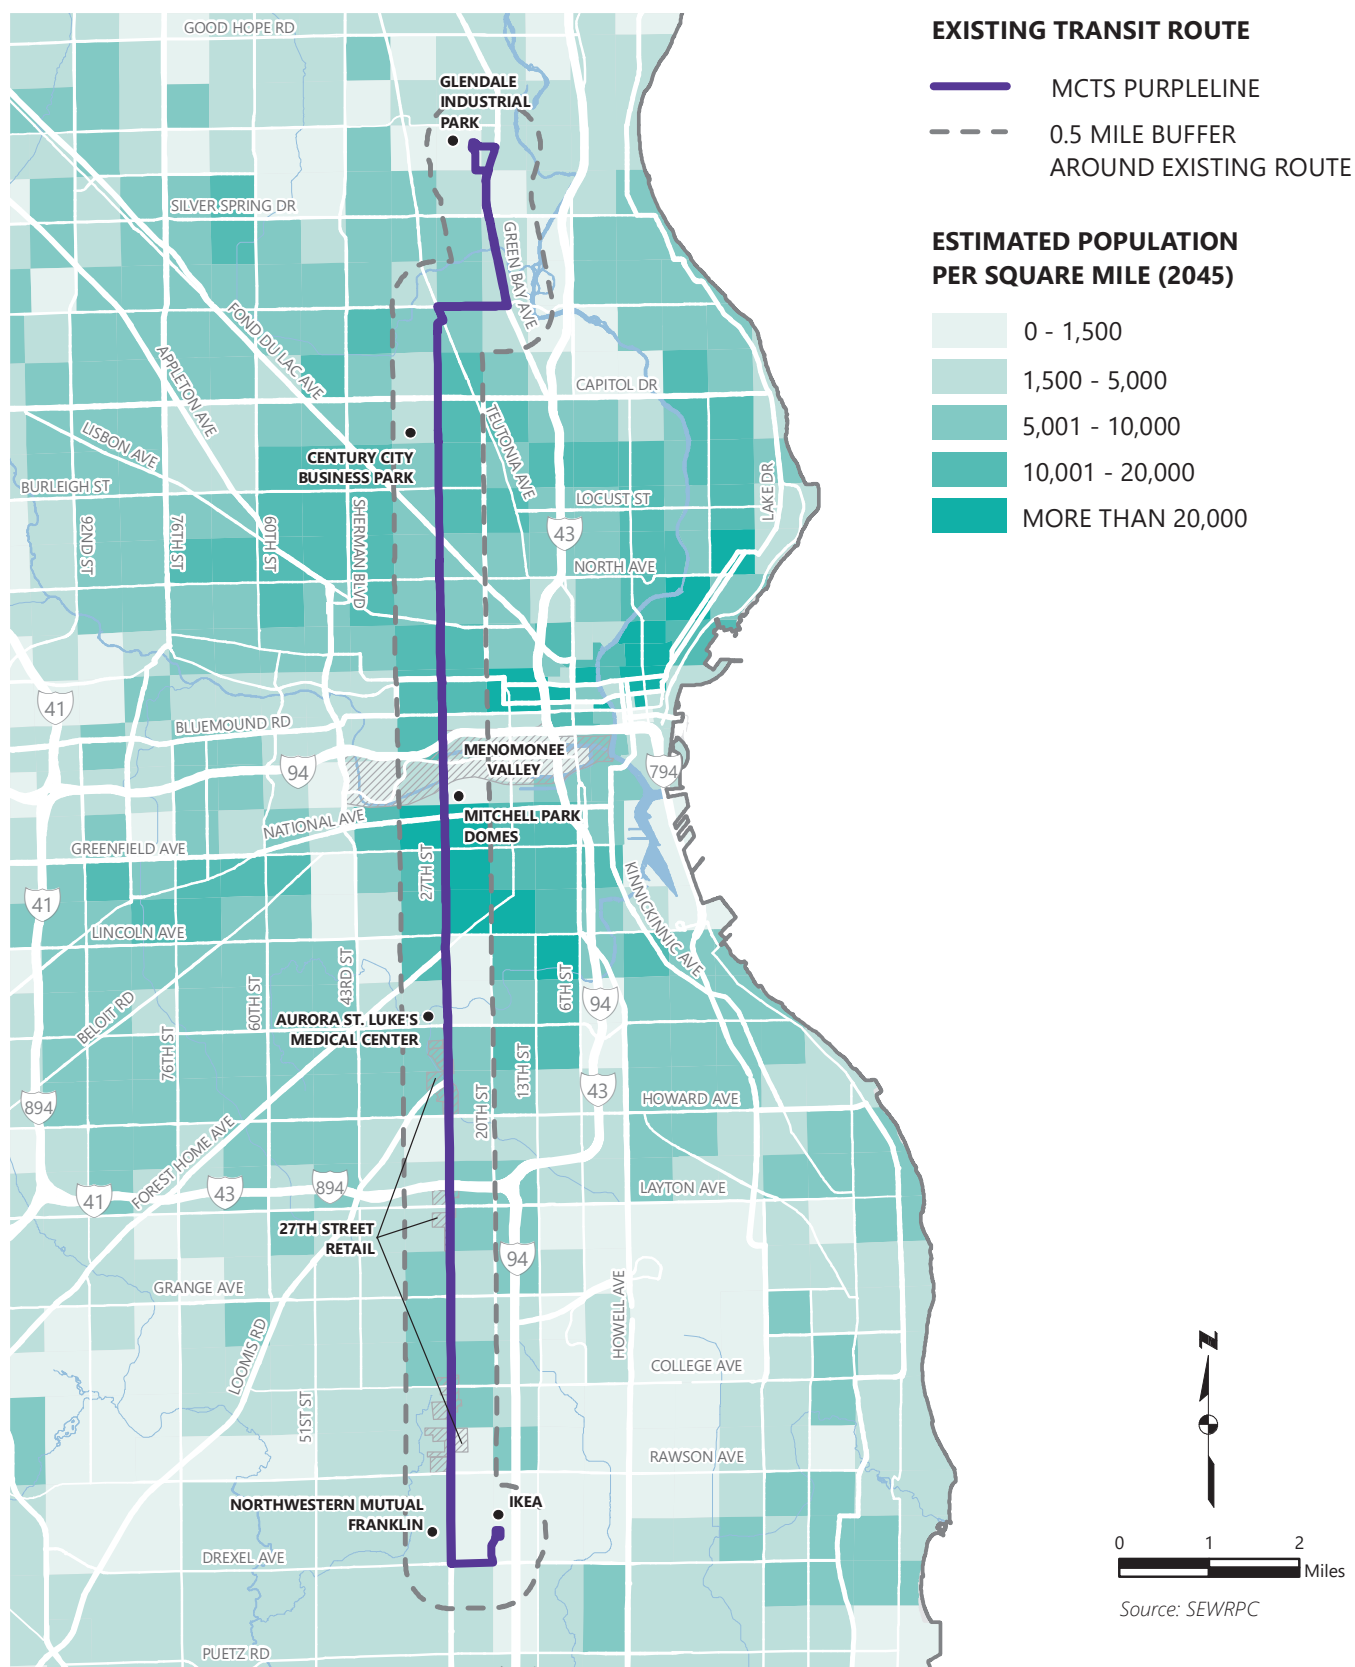 EXISTING TRANSIT ROUTE
MCTS PURPLELINE
0.5 MILE BUFFER
AROUND EXISTING ROUTE
ESTIMATED POPULATION
PER SQUARE MILE (2045)
0 - 1,500
1,500 - 5,000
5,001 - 10,000
10,001 - 20,000
MORE THAN 20,000
GOOD HOPE RD
GLENDALE
INDUSTRIAL
PARK
SILVER SPRING DR
GREEN BAY AVE
FOND DU LAC AVE
APPLETON AVE
CAPITOL DR
LISBON AVE
TEUTONIA AVE
CENTURY CITY
BUSINESS PARK
BURLEIGH ST
LOCUST ST
LAKE DR
92ND ST
76TH ST
60TH ST
SHERMAN BLVD
43
NORTH AVE
41
BLUEMOUND RD
94
MENOMONEE
VALLEY
794
MITCHELL PARK
DOMES
NATIONAL AVE
GREENFIELD AVE
27TH ST
KINNICKINNIC AVE
41
LINCOLN AVE
43RD ST
60TH ST
6TH ST
94
BELOIT RD
AURORA ST. LUKE'S
MEDICAL CENTER
76TH ST
13TH ST
20TH ST
43
894
HOWARD AVE
FOREST HOME AVE
41
43
894
LAYTON AVE
27TH STREET
RETAIL
94
GRANGE AVE
HOWELL AVE
LOOMIS RD
COLLEGE AVE
51ST ST
RAWSON AVE
NORTHWESTERN MUTUAL
FRANKLIN
IKEA
DREXEL AVE
PUETZ RD
N
0 1 2
Miles
Source: SEWRPC